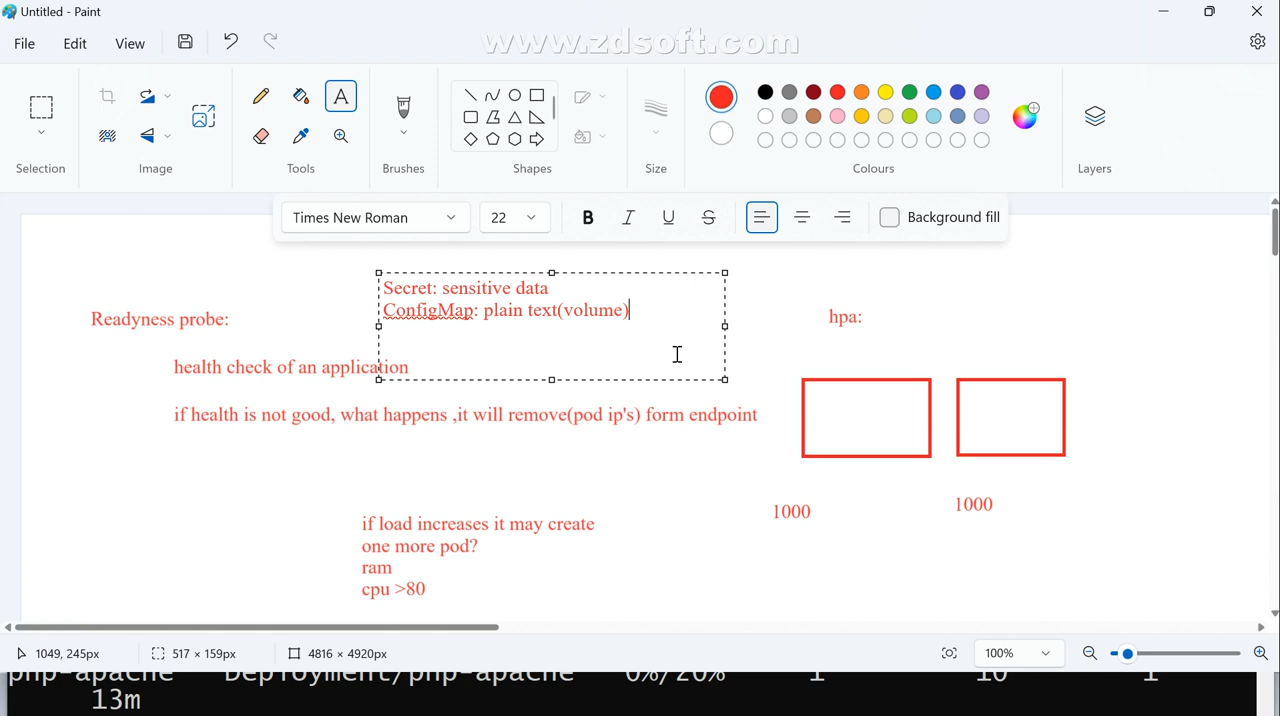 Untitled - Paint
www.zdsoft.com
File Edit View
Selection
Image
Tools
Brushes
Shapes
Size
Colours
Layers
Times New Roman
22
B I U S
Background fill
Secret: sensitive data
ConfigMap: plain text(volume)
Readyness probe:
hpa:
health check of an application
if health is not good, what happens ,it will remove(pod ip's) form endpoint
1000
1000
if load increases it may create
one more pod?
ram
cpu >80
1049, 245px
517 × 159px
4816 × 4920px
100%
php-apache Deployment/php-apache 0%/20% 1 10 1
13m